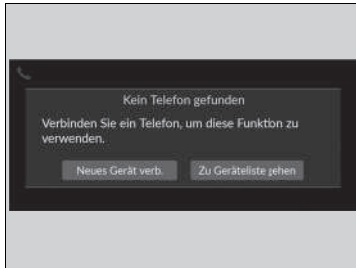 Kein Telefon gefunden
Verbinden Sie ein Telefon, um diese Funktion zu
verwenden.
Neues Gerät verb.
Zu Geräteliste gehen